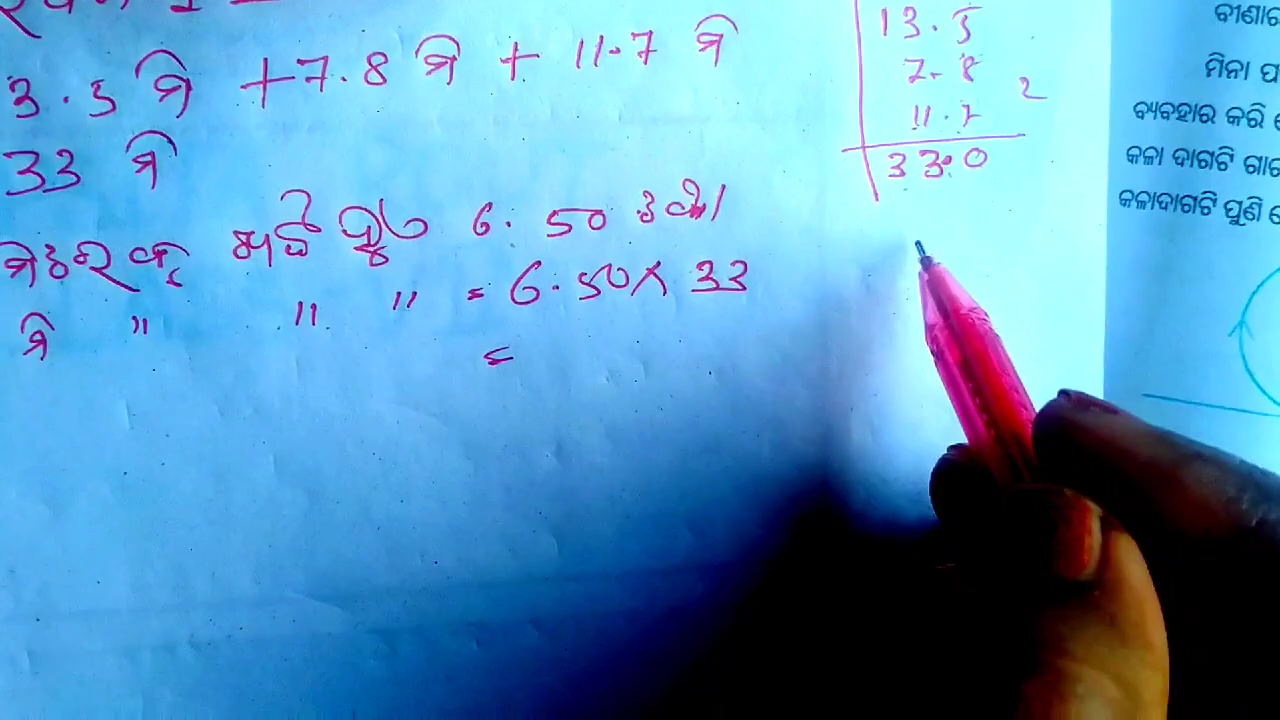 3.5 ମି + 7.8 ମି + 11.7 ମି
33 ମି
ମିଟରକୁ ଖର୍ଚ୍ଚ ହୁଏ 6.50 ଟଙ୍କା
ମି " " " = 6.50 x 33
=
13.5
7.8
11.7
2
33.0
ମିନା
ବ୍ୟବହାର କରି
କଳା ଦାଗଟି
କଳାଦାଗଟି ପୁଣି